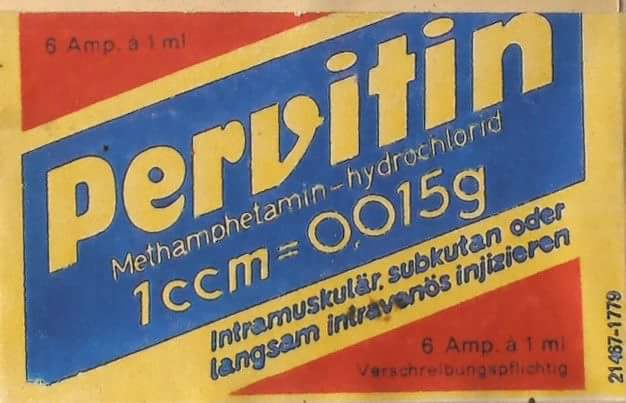 6 Amp. à 1 ml
Pervitin
Methamphetamin-hydrochlorid
1 ccm = 0,0015g
Intramuskulär, subkutan oder
langsam intravenös injizieren
6 Amp. à 1 ml
Verschreibungspflichtig
21467-1779